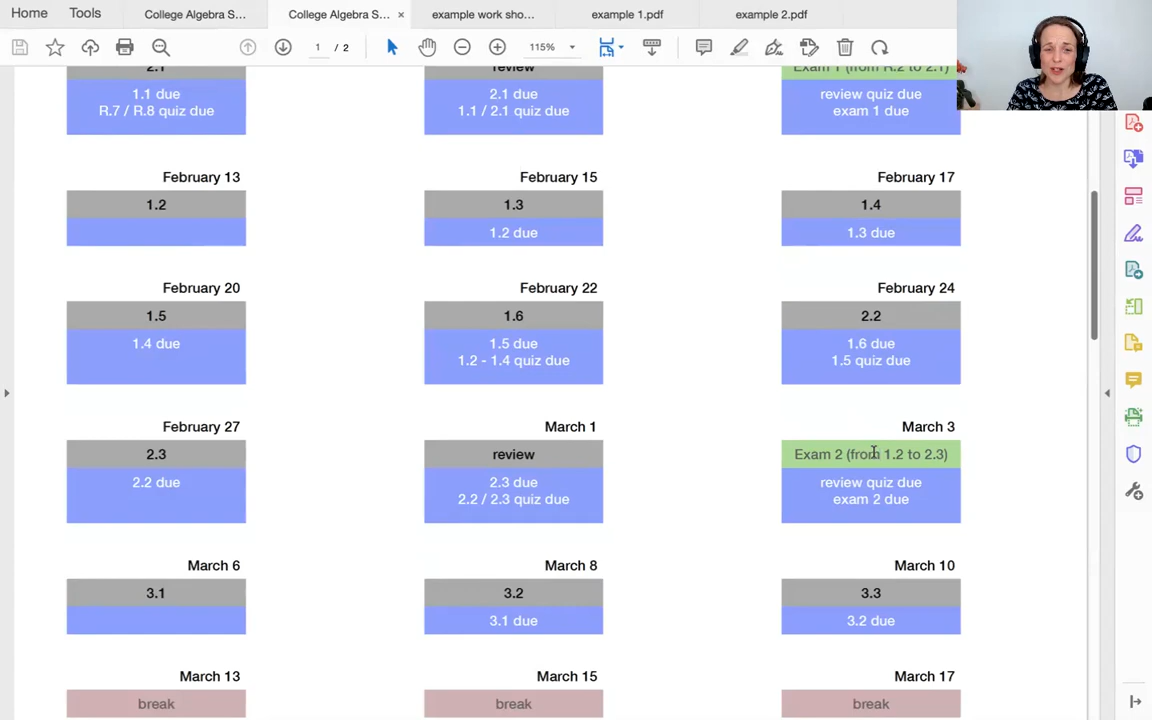 Home
Tools
College Algebra S...
College Algebra S... ×
example work sho...
example 1.pdf
example 2.pdf
1 / 2
115%
2.1
review
Exam 1 (from R.2 to 2.1)
1.1 due
R.7 / R.8 quiz due
2.1 due
1.1 / 2.1 quiz due
review quiz due
exam 1 due
February 13
February 15
February 17
1.2
1.3
1.4
1.2 due
1.3 due
February 20
February 22
February 24
1.5
1.6
2.2
1.4 due
1.5 due
1.2 - 1.4 quiz due
1.6 due
1.5 quiz due
February 27
March 1
March 3
2.3
review
Exam 2 (from 1.2 to 2.3)
2.2 due
2.3 due
2.2 / 2.3 quiz due
review quiz due
exam 2 due
March 6
March 8
March 10
3.1
3.2
3.3
3.1 due
3.2 due
March 13
March 15
March 17
break
break
break